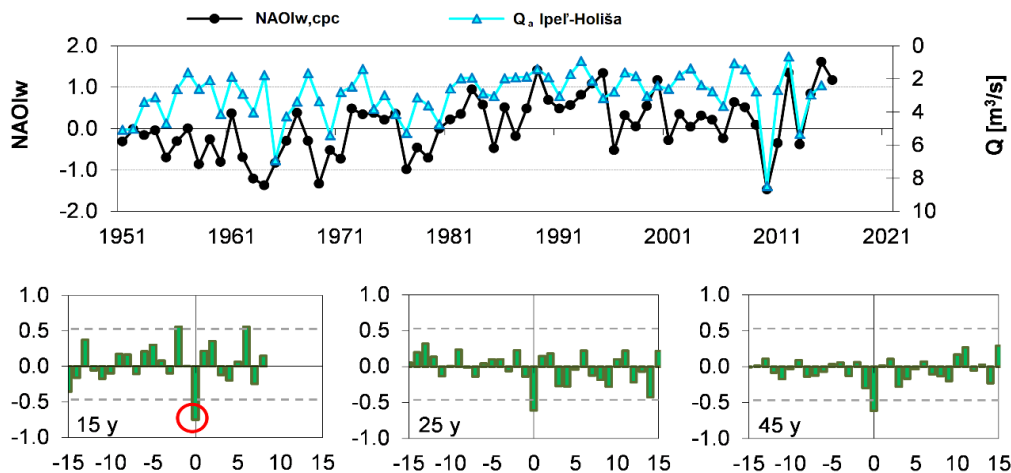 NAOIw,cpc Qₐ Ipeľ-Holiša
2.0 0
1.0 2
0.0 4
6
-1.0 8
-2.0 10
NAOIw
Q [m³/s]
1951 1961 1971 1981 1991 2001 2011 2021
1.0 1.0 1.0
0.5 0.5 0.5
0.0 0.0 0.0
-0.5 -0.5 -0.5
15 y 25 y 45 y
-1.0 -1.0 -1.0
-15 -10 -5 0 5 10 15 -15 -10 -5 0 5 10 15 -15 -10 -5 0 5 10 15